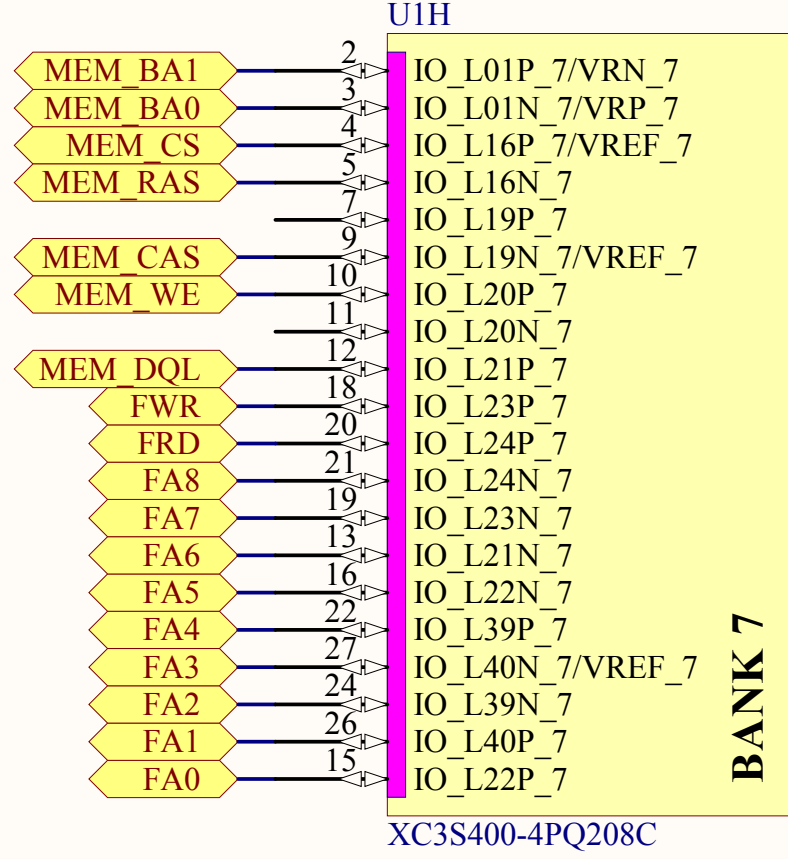 U1H
MEM_BA1 2 IO_L01P_7/VRN_7
MEM_BA0 3 IO_L01N_7/VRP_7
MEM_CS 4 IO_L16P_7/VREF_7
MEM_RAS 5 IO_L16N_7
7 IO_L19P_7
MEM_CAS 9 IO_L19N_7/VREF_7
MEM_WE 10 IO_L20P_7
11 IO_L20N_7
MEM_DQL 12 IO_L21P_7
FWR 18 IO_L23P_7
FRD 20 IO_L24P_7
FA8 21 IO_L24N_7
FA7 19 IO_L23N_7
FA6 13 IO_L21N_7
FA5 16 IO_L22N_7
FA4 22 IO_L39P_7
FA3 27 IO_L40N_7/VREF_7
FA2 24 IO_L39N_7
FA1 26 IO_L40P_7
FA0 15 IO_L22P_7
BANK 7
XC3S400-4PQ208C